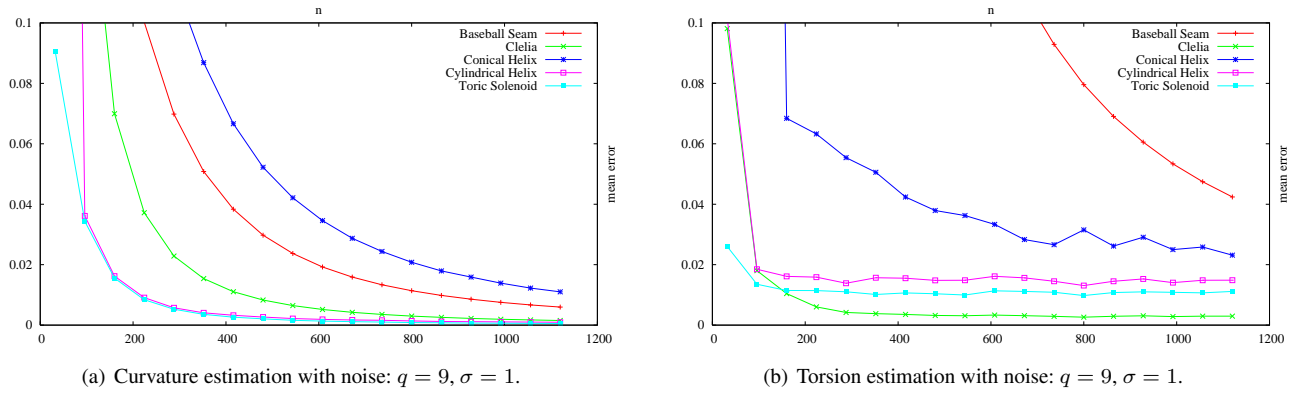 n
0.1
0.08
0.06
0.04
0.02
0
0 200 400 600 800 1000 1200
mean error
Baseball Seam
Clelia
Conical Helix
Cylindrical Helix
Toric Solenoid
(a) Curvature estimation with noise: q = 9, σ = 1.
n
0.1
0.08
0.06
0.04
0.02
0
0 200 400 600 800 1000 1200
mean error
Baseball Seam
Clelia
Conical Helix
Cylindrical Helix
Toric Solenoid
(b) Torsion estimation with noise: q = 9, σ = 1.